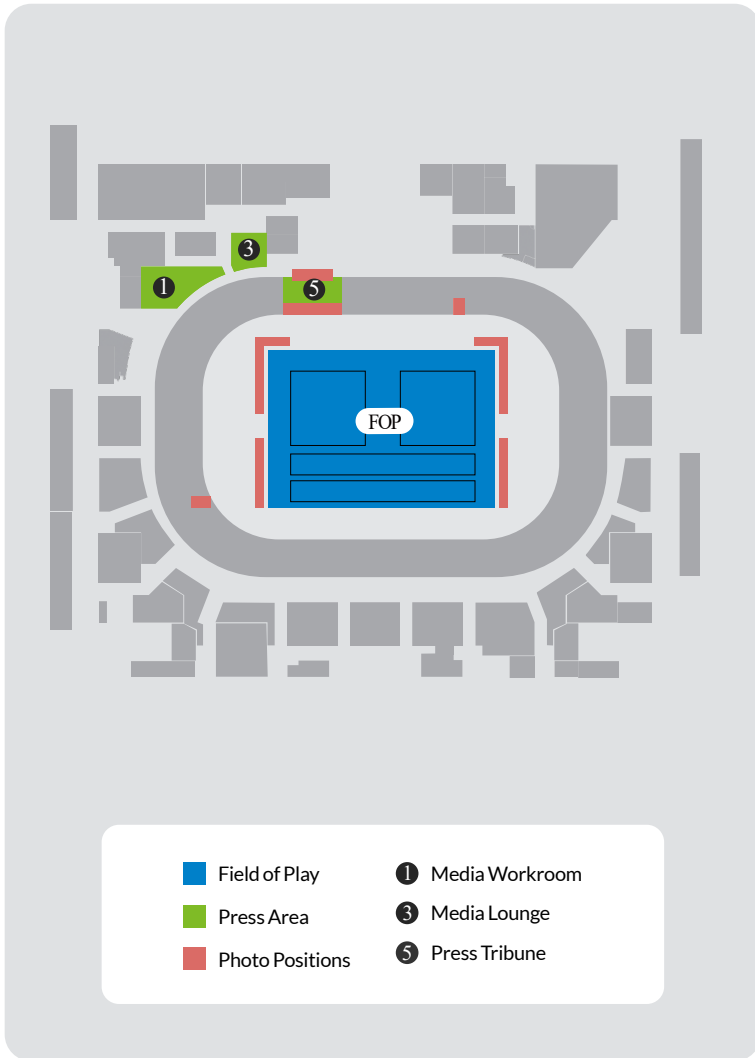 3
1
5
FOP
Field of Play
Press Area
Photo Positions
1 Media Workroom
3 Media Lounge
5 Press Tribune